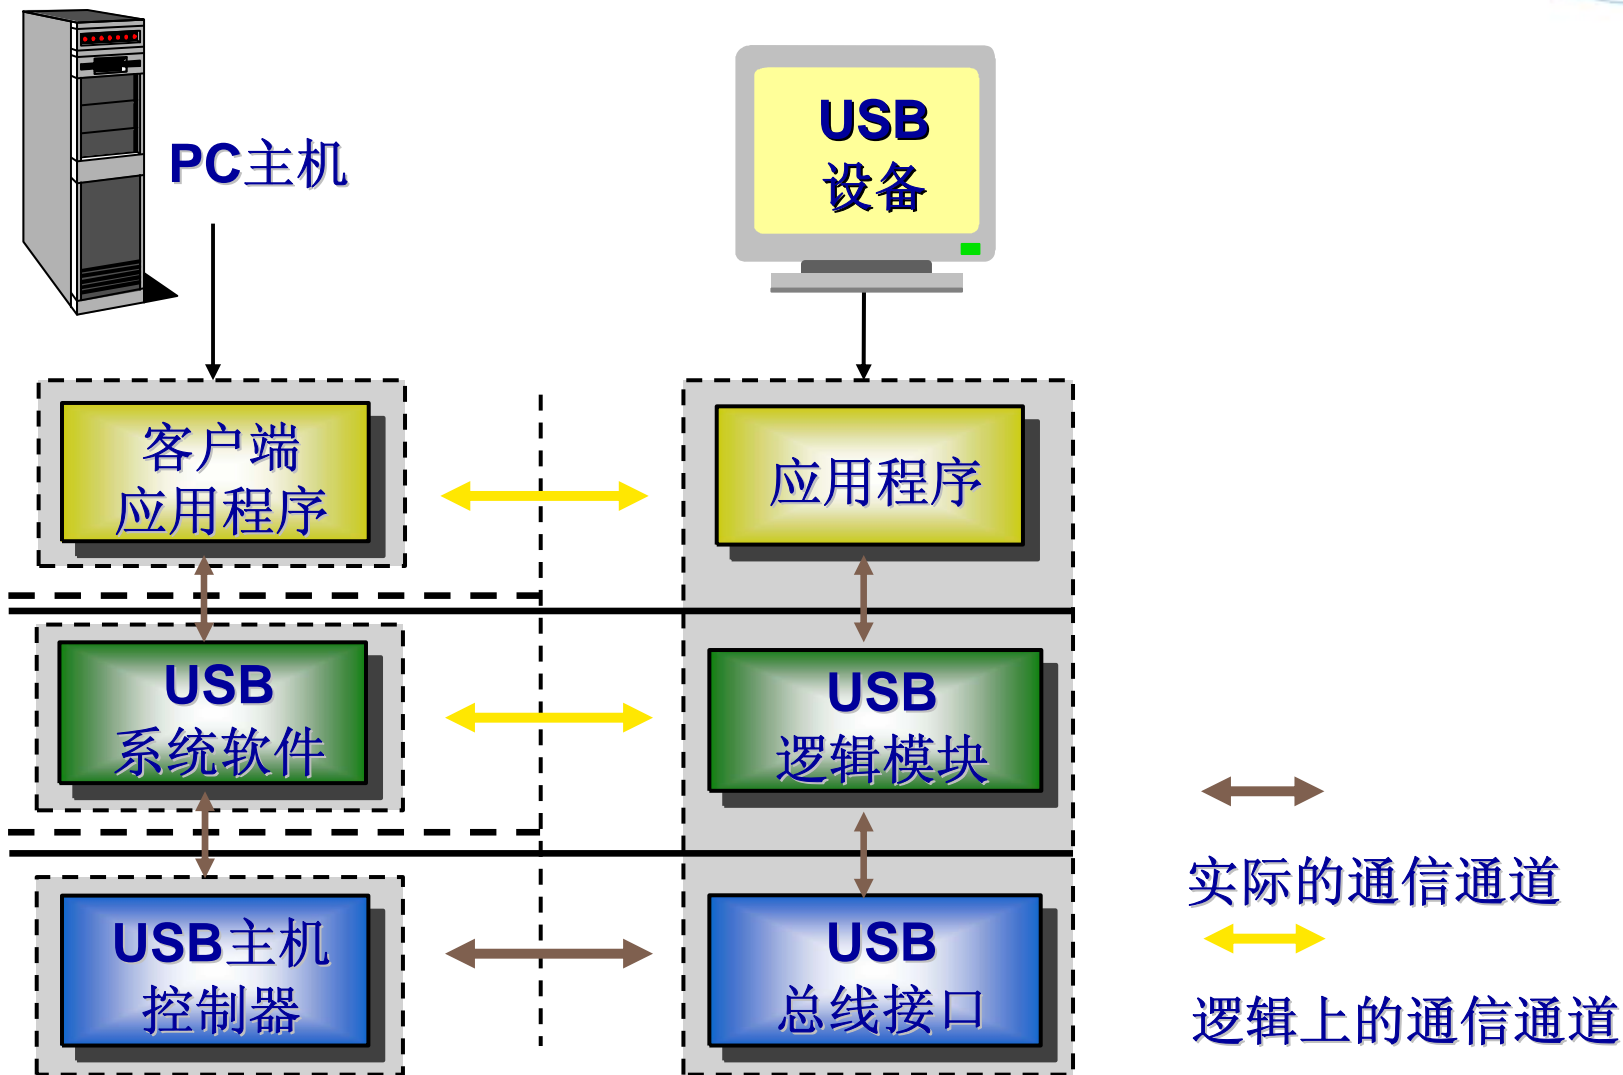 PC主机
USB
设备
客户端
应用程序
应用程序
USB
系统软件
USB
逻辑模块
USB主机
控制器
USB
总线接口
实际的通信通道
逻辑上的通信通道